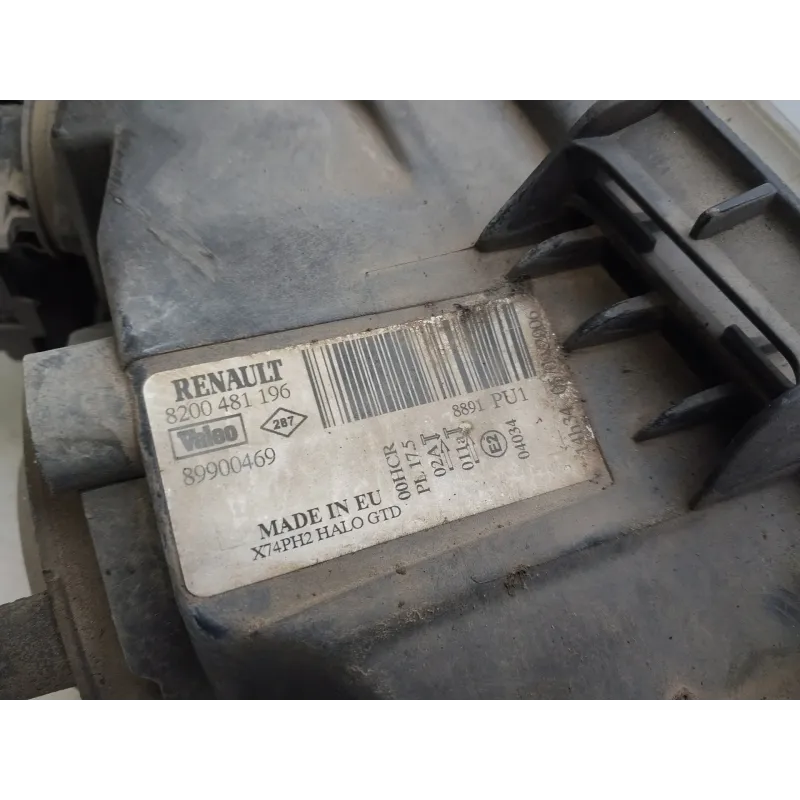 RENAULT
8200 481 196
Valeo
287
89900469
8891 PU1
00HCR
PL 17.5
02A
011a
E2
04034
MADE IN EU
X74PH2 HALO GTD